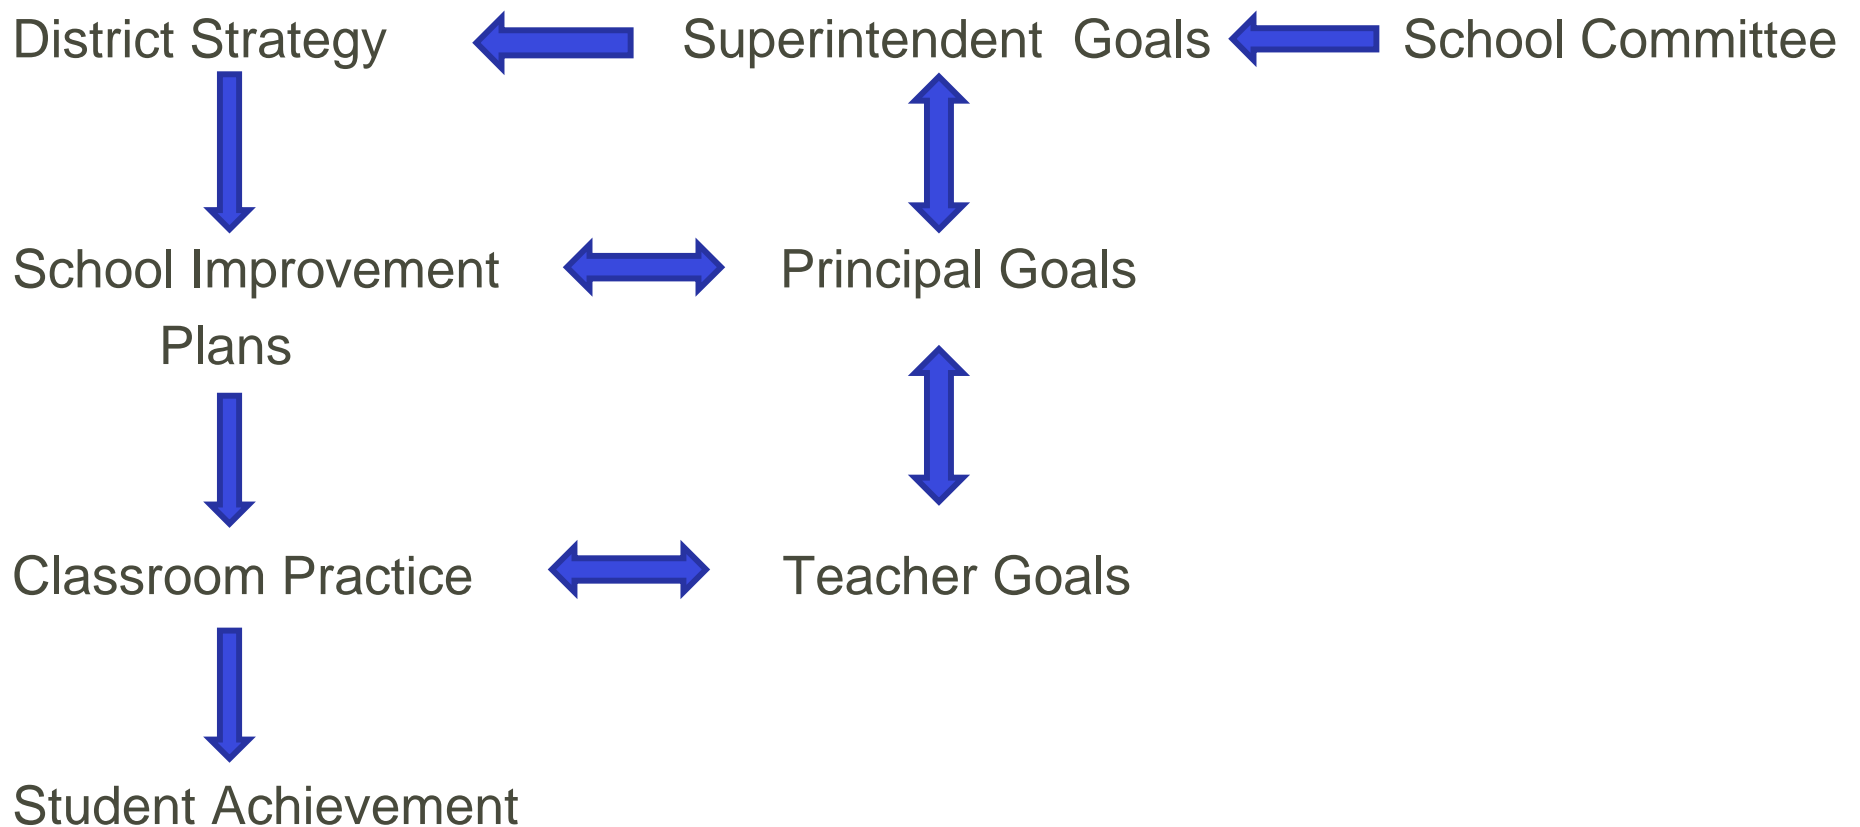 District Strategy Superintendent Goals School Committee
School Improvement Principal Goals
Plans
Classroom Practice Teacher Goals
Student Achievement